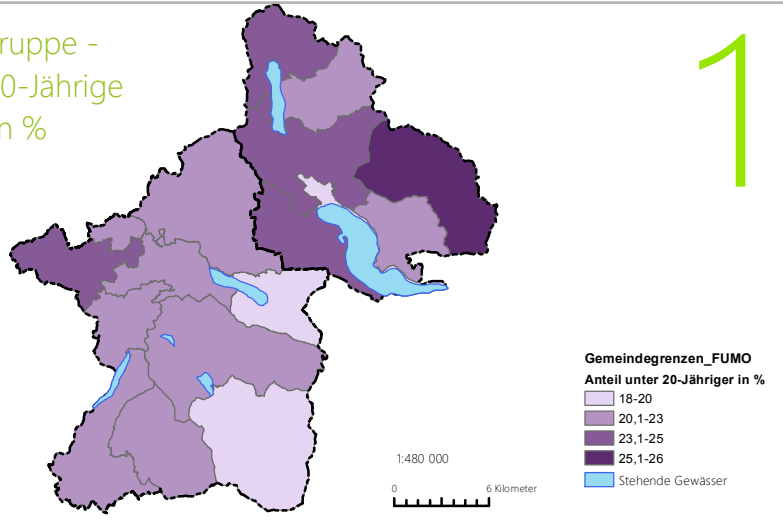 ruppe -
0-Jährige
n %
1
Gemeindegrenzen_FUMO
Anteil unter 20-Jähriger in %
18-20
20,1-23
23,1-25
25,1-26
Stehende Gewässer
1:480 000
0 6 Kilometer